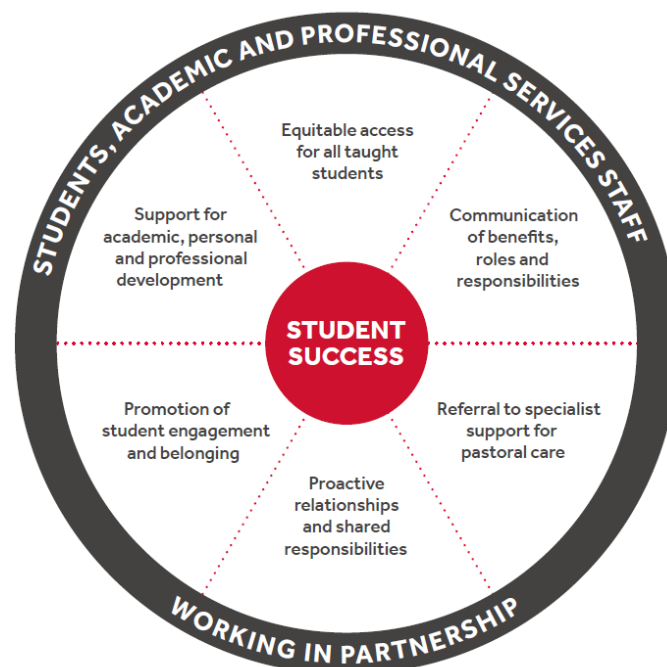 STUDENTS, ACADEMIC AND PROFESSIONAL SERVICES STAFF
Equitable access
for all taught
students
Communication
of benefits,
roles and
responsibilities
Referral to specialist
support for
pastoral care
Proactive
relationships
and shared
responsibilities
Promotion of
student engagement
and belonging
Support for
academic, personal
and professional
development
STUDENT
SUCCESS
WORKING IN PARTNERSHIP